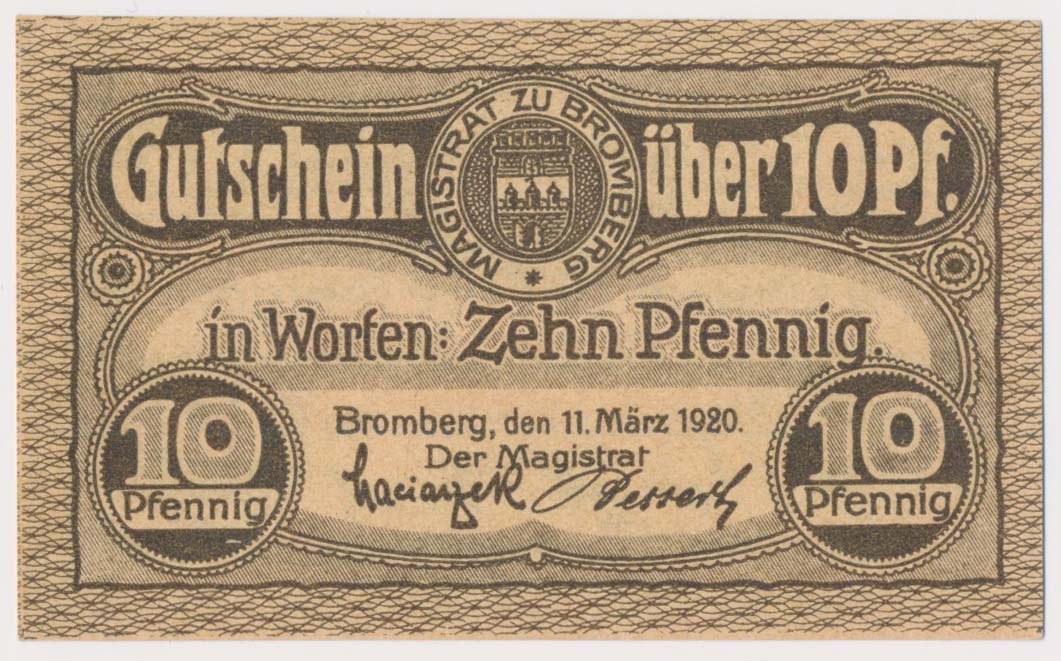 Gutschein
MAGISTRAT ZU BROMBERG *
über 10 Pf.
in Worten: Zehn Pfennig.
10
Pfennig
Bromberg, den 11. März 1920.
Der Magistrat
10
Pfennig